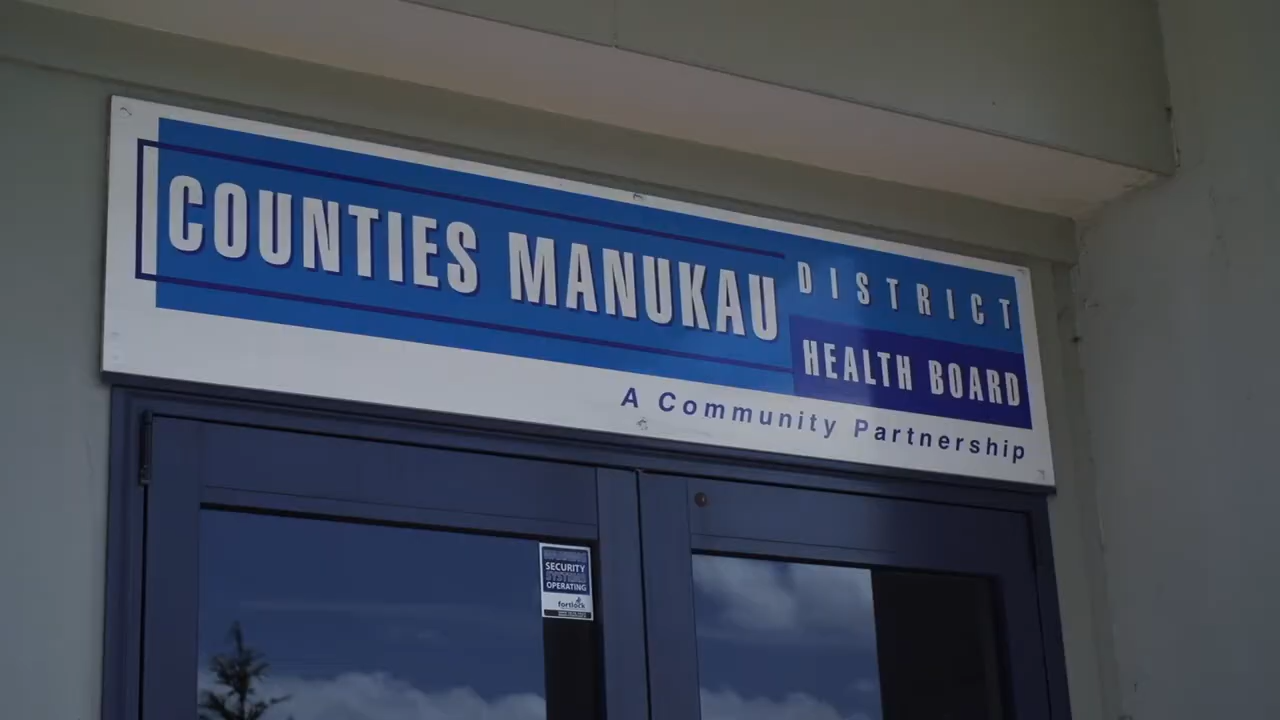 COUNTIES MANUKAU
DISTRICT
HEALTH BOARD
A Community Partnership
SECURITY
SYSTEMS
OPERATING
fortlock